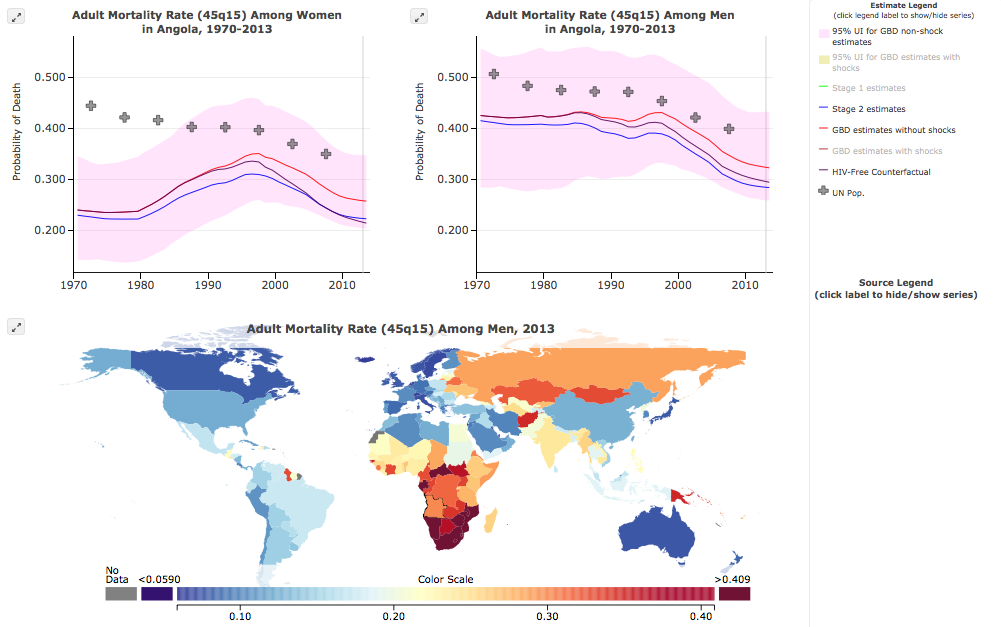 Adult Mortality Rate (45q15) Among Women
in Angola, 1970-2013
Probability of Death
0.500
0.400
0.300
0.200
1970
1980
1990
2000
2010
Adult Mortality Rate (45q15) Among Men
in Angola, 1970-2013
Probability of Death
0.500
0.400
0.300
0.200
1970
1980
1990
2000
2010
Estimate Legend
(click legend label to show/hide series)
95% UI for GBD non-shock
estimates
95% UI for GBD estimates with
shocks
Stage 1 estimates
Stage 2 estimates
GBD estimates without shocks
GBD estimates with shocks
HIV-Free Counterfactual
UN Pop.
Source Legend
(click label to hide/show series)
Adult Mortality Rate (45q15) Among Men, 2013
No
Data
<0.0590
Color Scale
>0.409
0.10
0.20
0.30
0.40